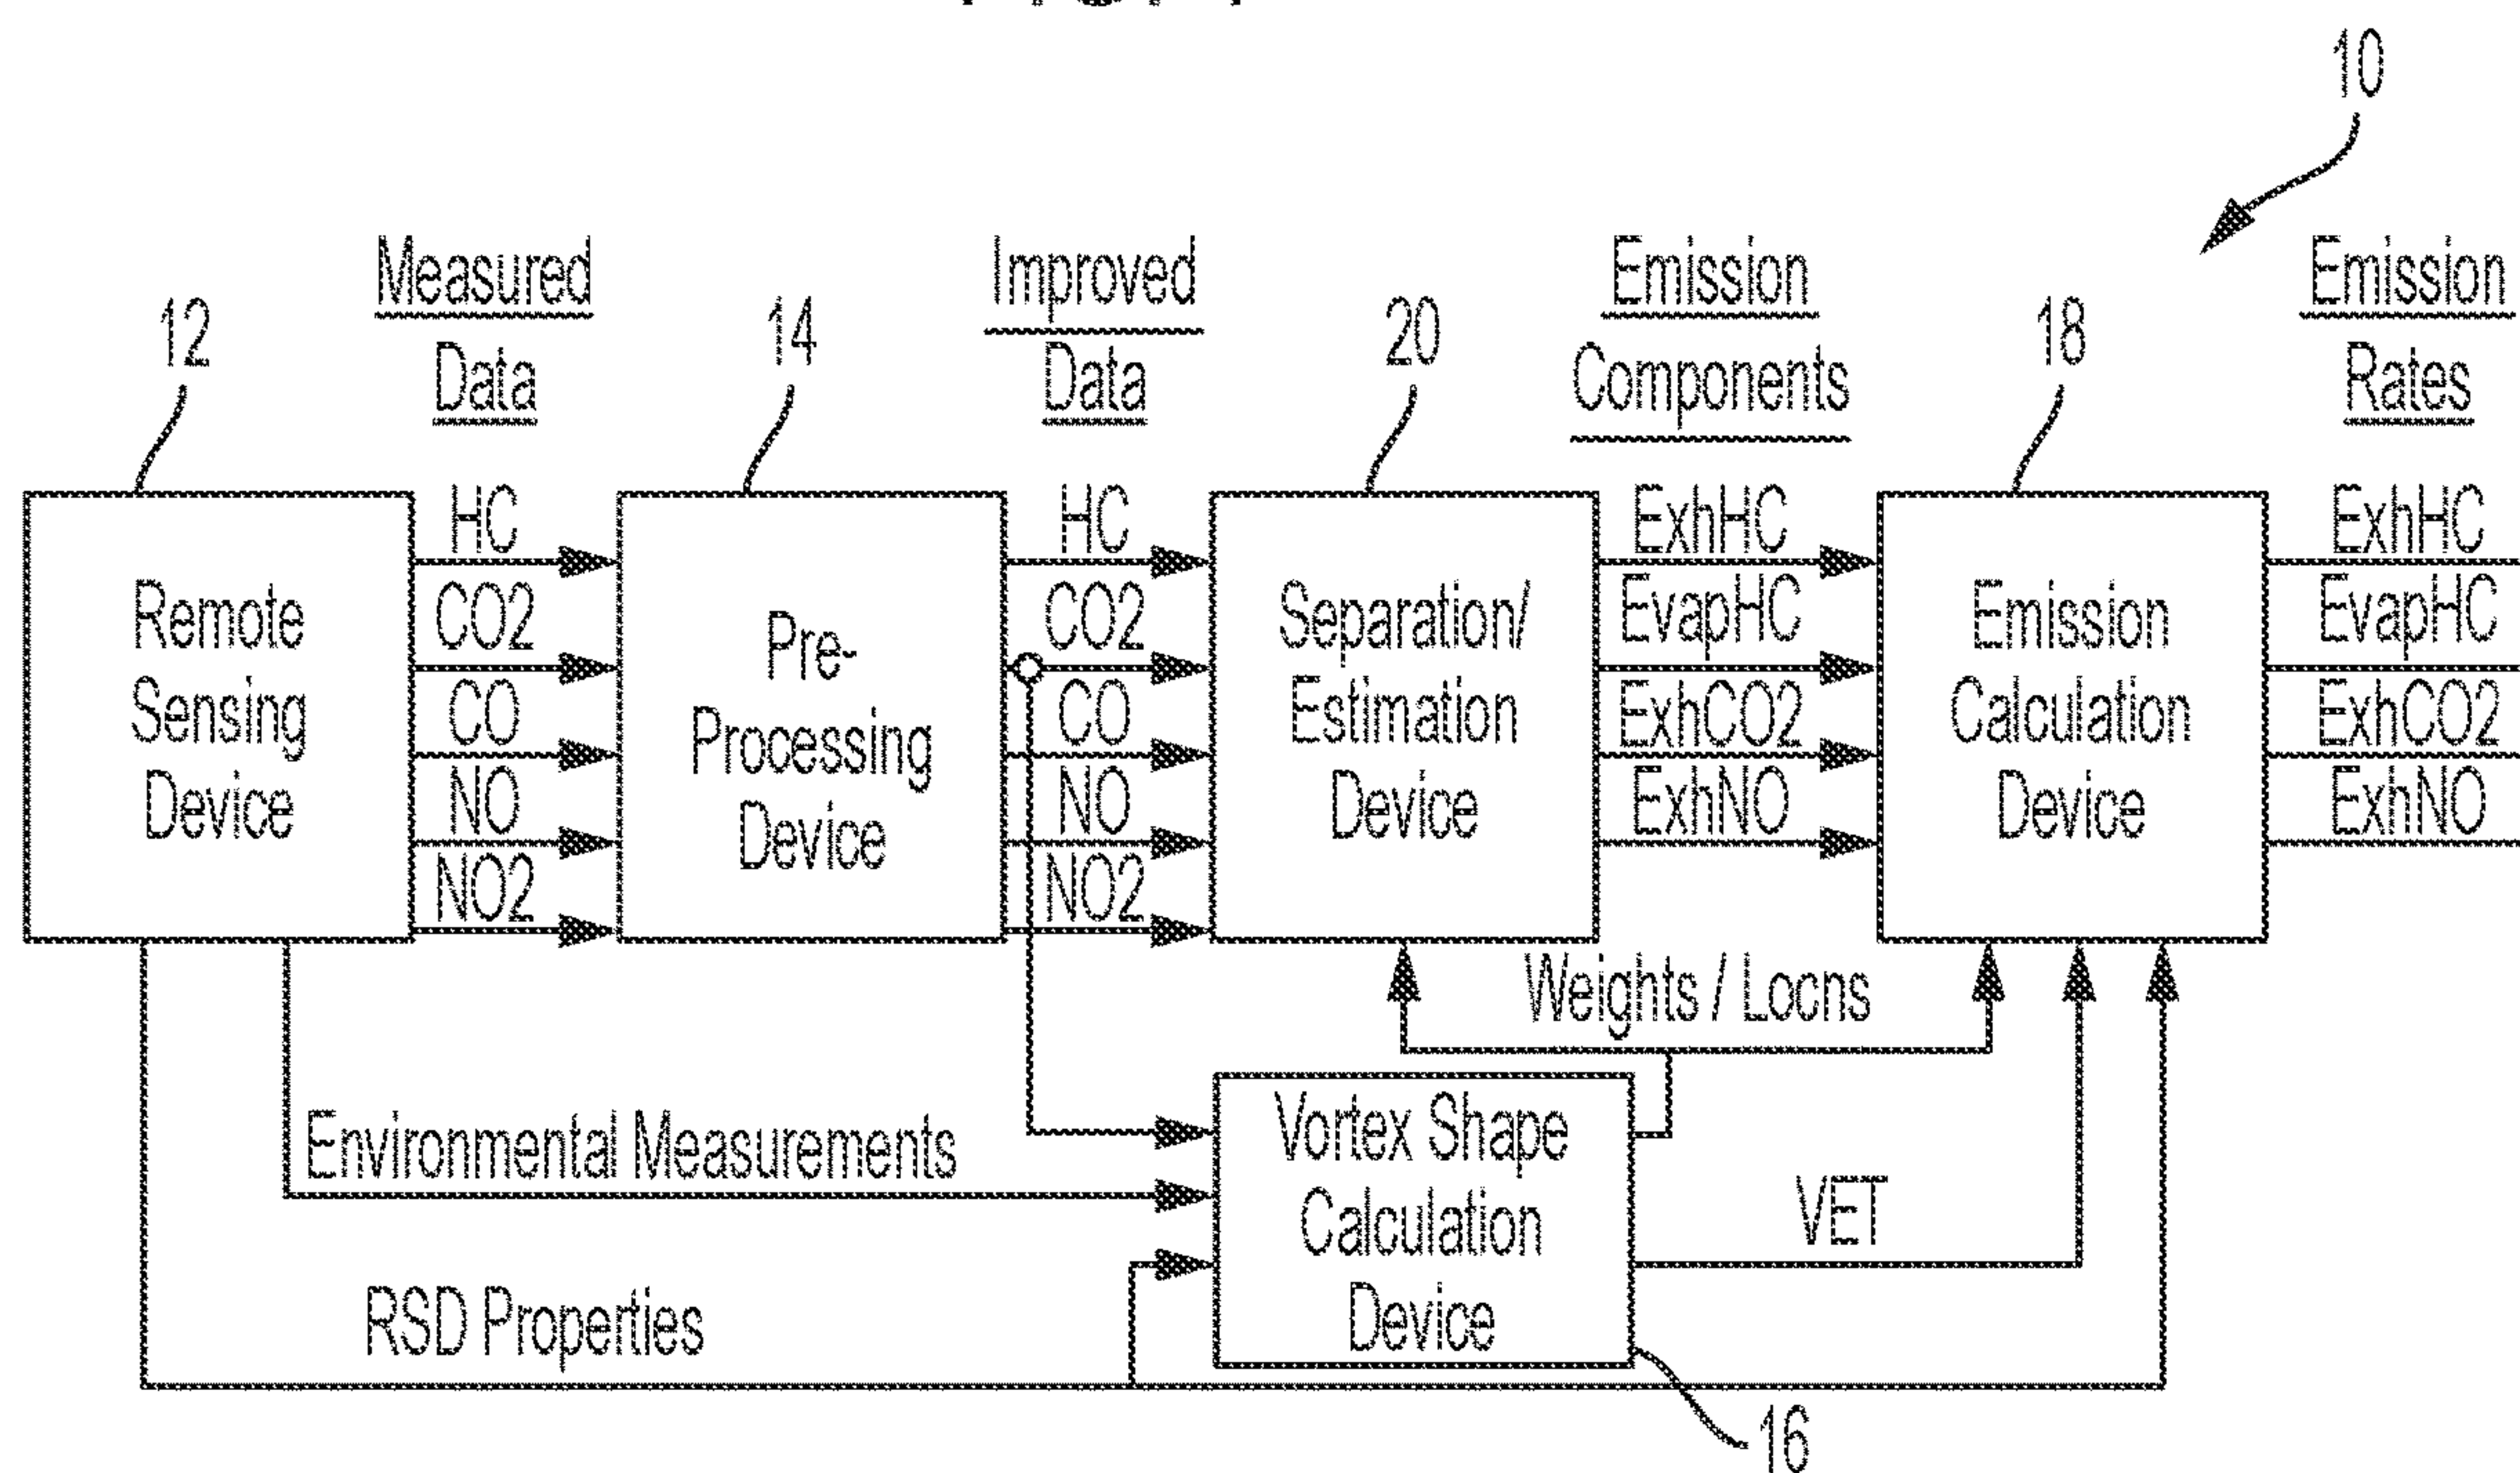 10
Measured
Data
Improved
Data
Emission
Components
Emission
Rates
12
14
20
18
HC
CO2
CO
NO
NO2
HC
CO2
CO
NO
NO2
ExhHC
EvapHC
ExhCO2
ExhNO
ExhHC
EvapHC
ExhCO2
ExhNO
Remote
Sensing
Device
Pre-
Processing
Device
Separation/
Estimation
Device
Emission
Calculation
Device
Weights / Locns
Environmental Measurements
Vortex Shape
Calculation
Device
VET
RSD Properties
16